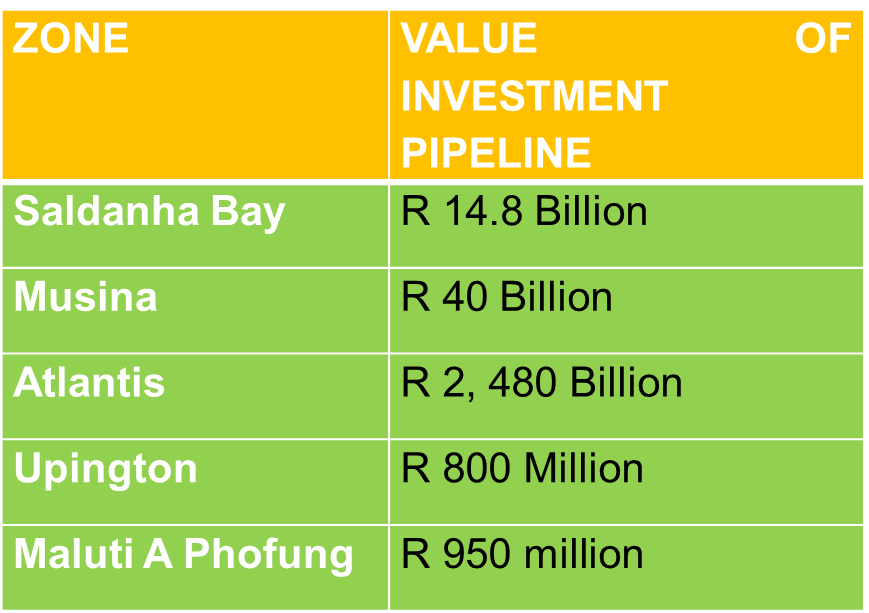 ZONE
VALUE OF
INVESTMENT
PIPELINE
Saldanha Bay
R 14.8 Billion
Musina
R 40 Billion
Atlantis
R 2, 480 Billion
Upington
R 800 Million
Maluti A Phofung
R 950 million